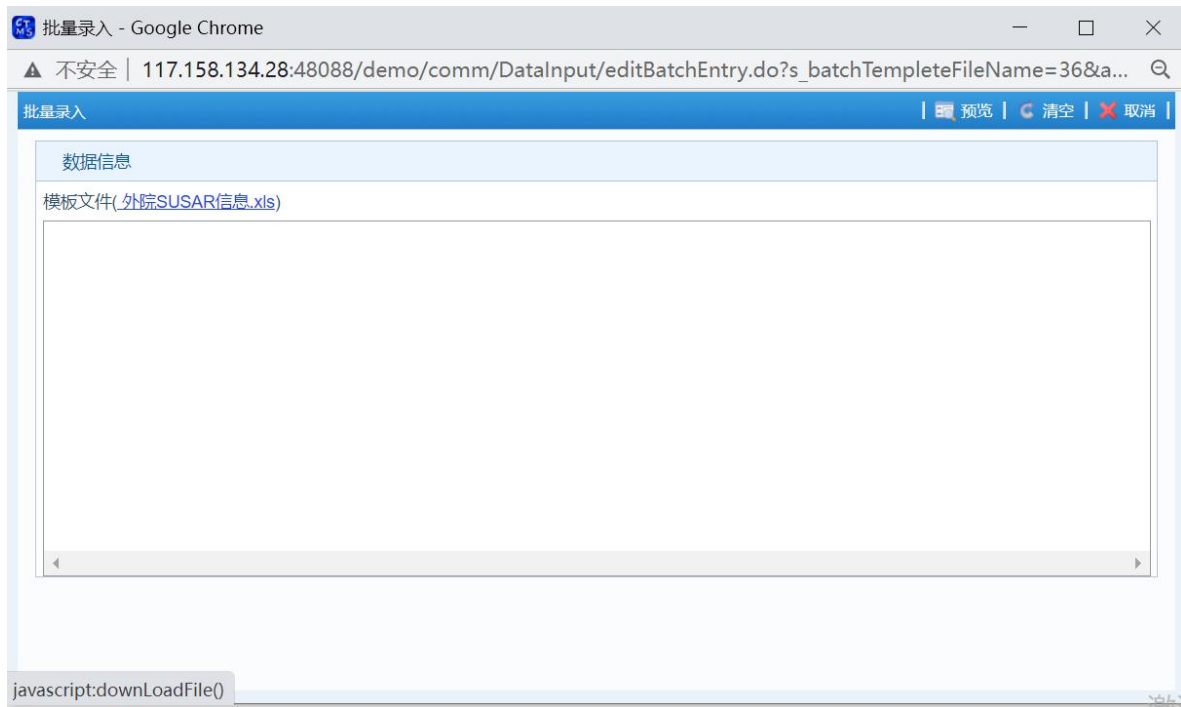 CTMS 批量录入 - Google Chrome
不安全 | 117.158.134.28:48088/demo/comm/DataInput/editBatchEntry.do?s_batchTempleteFileName=36&a...
批量录入 | 预览 | 清空 | 取消 |
数据信息
模板文件( 外院SUSAR信息.xls)
javascript:downLoadFile()